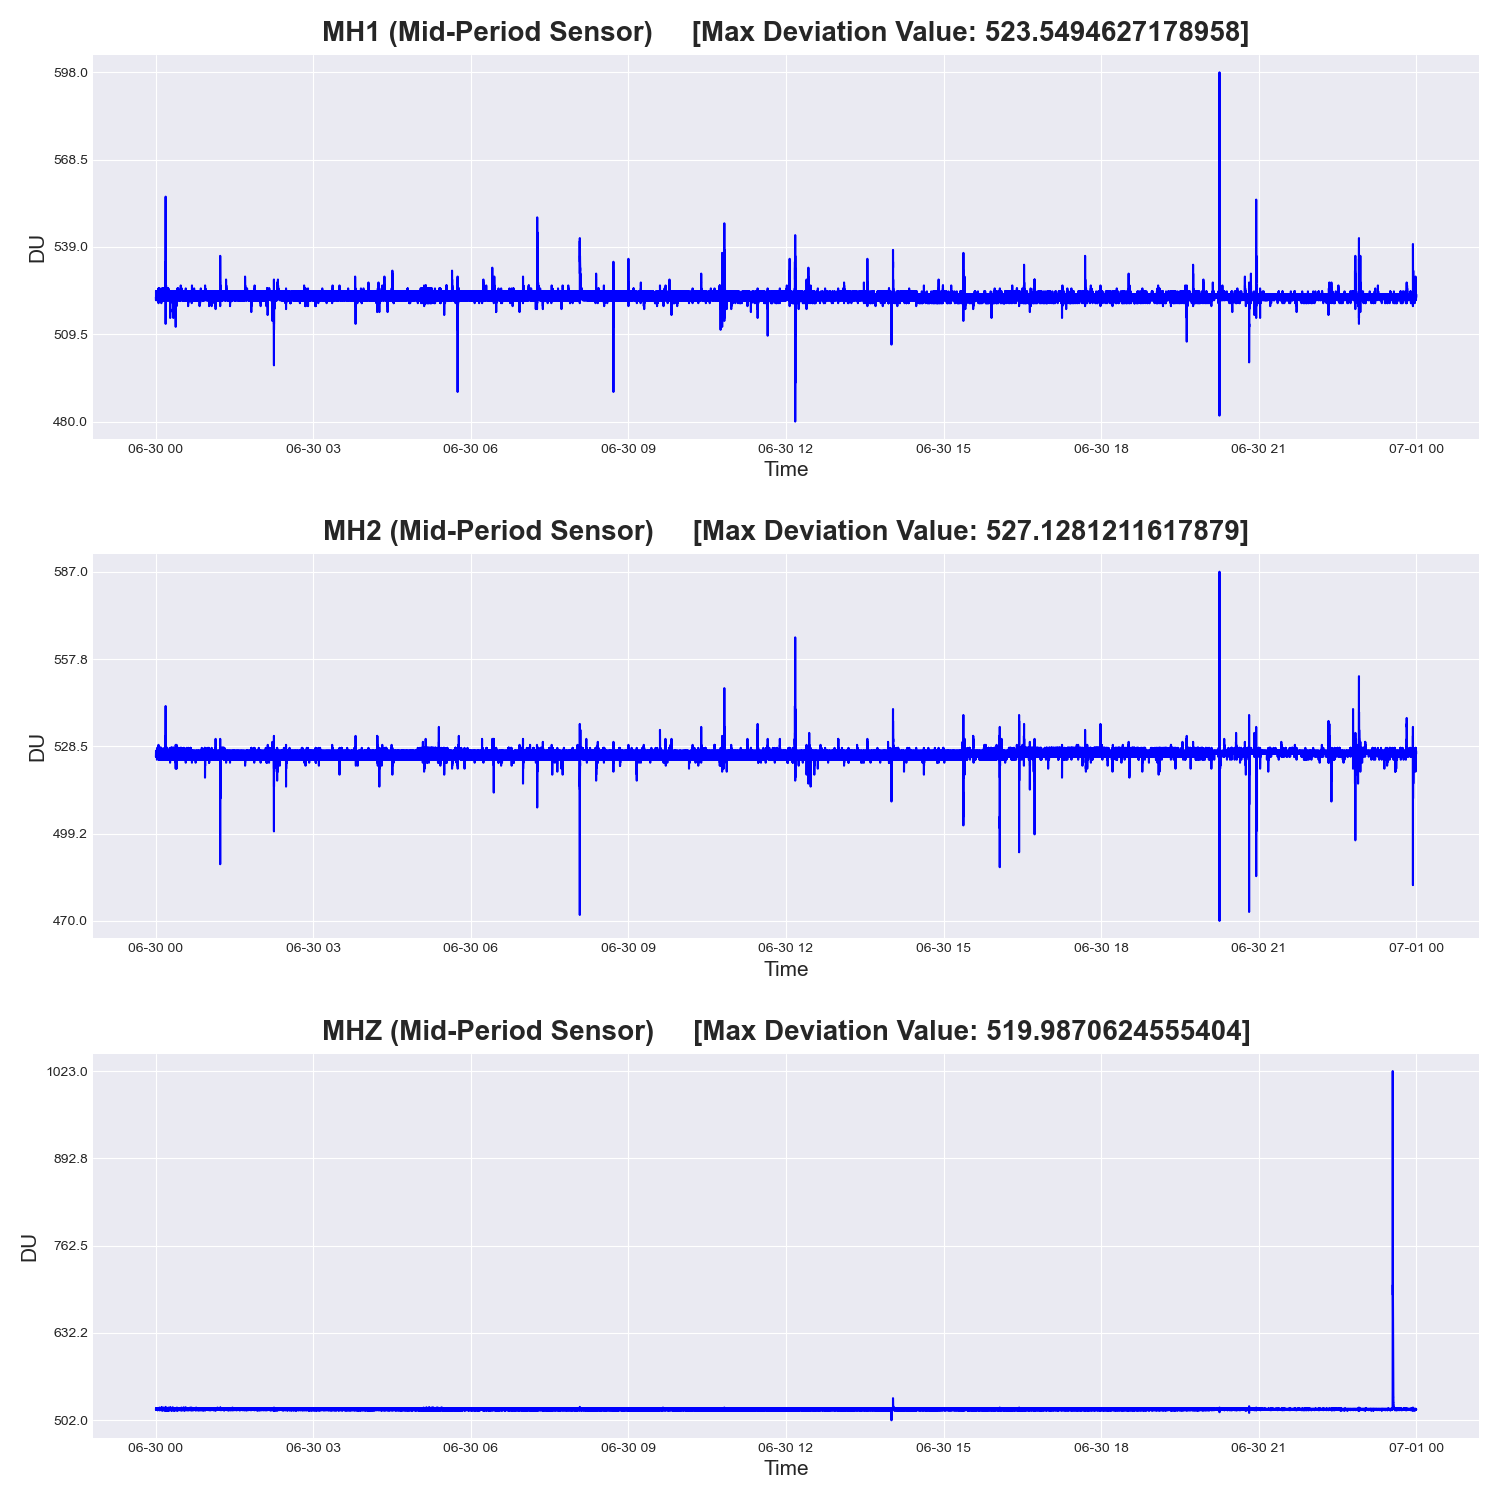 MH1 (Mid-Period Sensor) [Max Deviation Value: 523.5494627178958]
598.0
568.5
539.0
509.5
480.0
DU
06-30 00 06-30 03 06-30 06 06-30 09 06-30 12 06-30 15 06-30 18 06-30 21 07-01 00
Time
MH2 (Mid-Period Sensor) [Max Deviation Value: 527.1281211617879]
587.0
557.8
528.5
499.2
470.0
DU
06-30 00 06-30 03 06-30 06 06-30 09 06-30 12 06-30 15 06-30 18 06-30 21 07-01 00
Time
MHZ (Mid-Period Sensor) [Max Deviation Value: 519.9870624555404]
1023.0
892.8
762.5
632.2
502.0
DU
06-30 00 06-30 03 06-30 06 06-30 09 06-30 12 06-30 15 06-30 18 06-30 21 07-01 00
Time